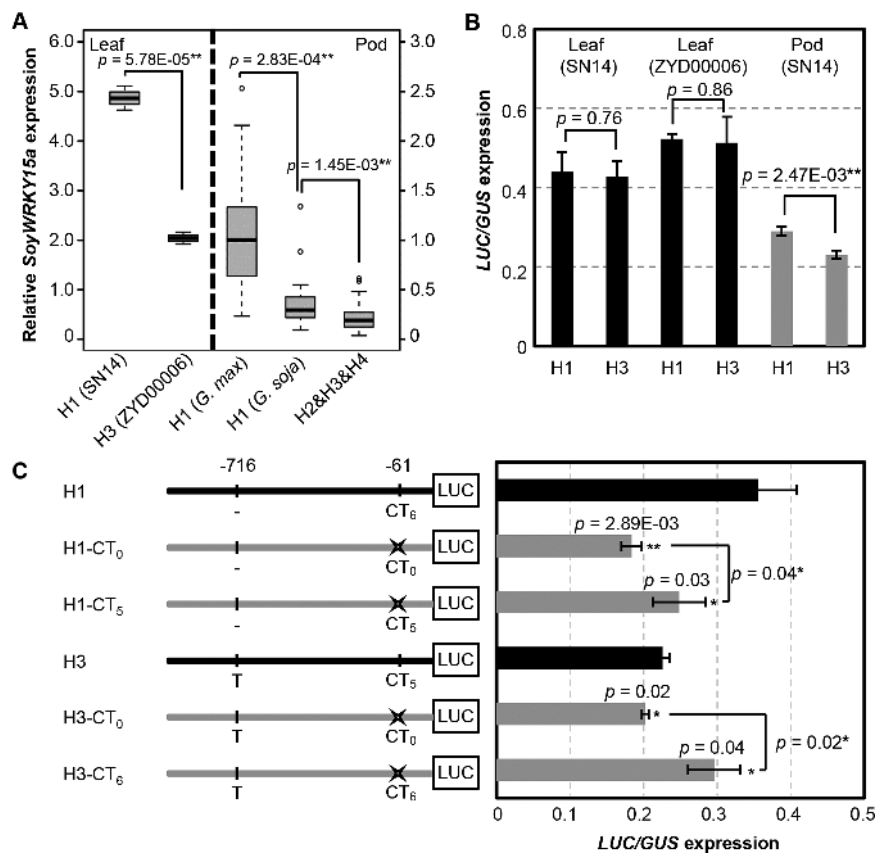 A
Leaf
Pod
p = 5.78E-05**
p = 2.83E-04**
p = 1.45E-03**
Relative SoyWRKY15a expression
6.0
5.0
4.0
3.0
2.0
1.0
0
3.0
2.5
2.0
1.5
1.0
0.5
0
H1 (SN14)
H3 (ZYD00006)
H1 (G. max)
H1 (G. soja)
H2&H3&H4
B
Leaf
(SN14)
Leaf
(ZYD00006)
Pod
(SN14)
p = 0.76
p = 0.86
p = 2.47E-03**
LUC/GUS expression
0.8
0.6
0.4
0.2
0
H1 H3 H1 H3 H1 H3
C
-716 -61
H1 - CT6 LUC
H1-CT0 - CT0 LUC
H1-CT5 - CT5 LUC
H3 T CT5 LUC
H3-CT0 T CT0 LUC
H3-CT6 T CT6 LUC
p = 2.89E-03
**
p = 0.04*
p = 0.03
*
p = 0.02
*
p = 0.02*
p = 0.04
*
0 0.1 0.2 0.3 0.4 0.5
LUC/GUS expression